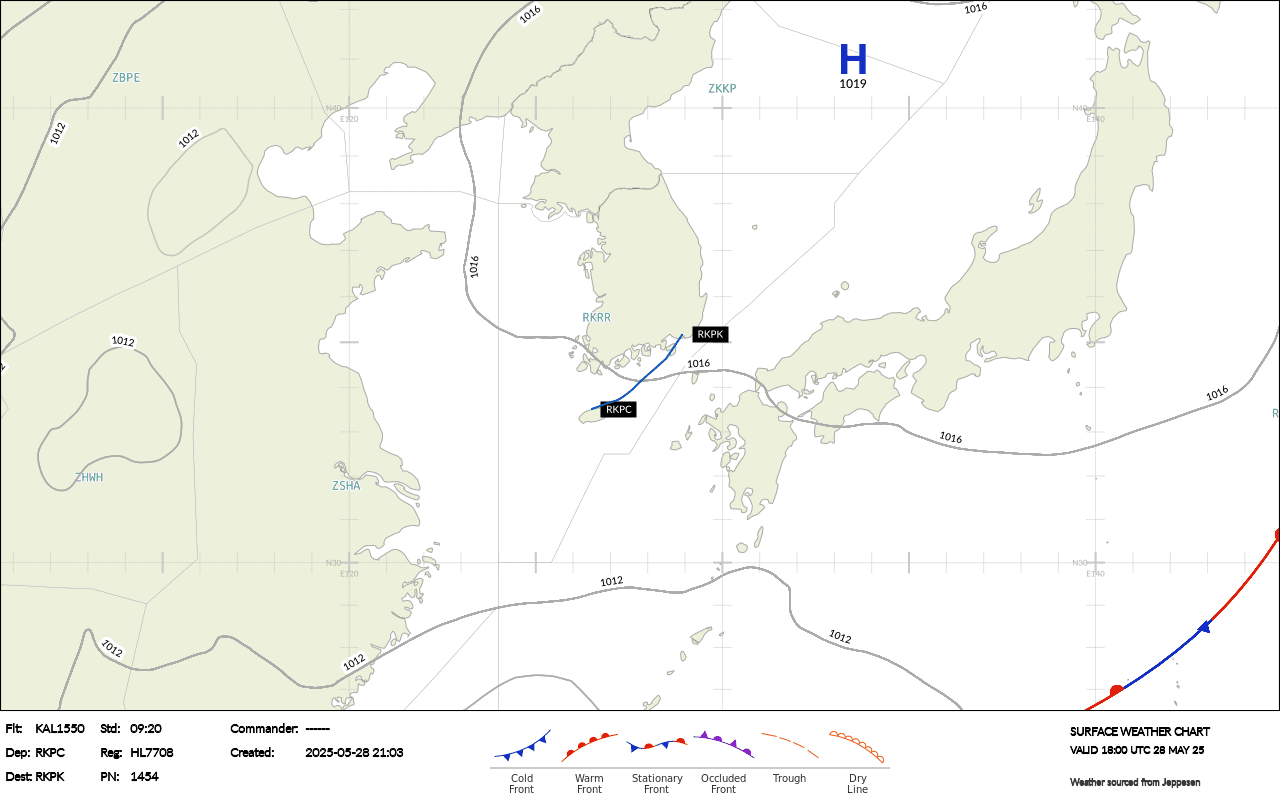 1016
1016
H
1019
ZBPE
ZKKP
N40
E120
N40
E140
1012
1012
1016
RKRR
RKPK
1012
1016
1016
RKPC
1016
R
1016
ZHWH
ZSHA
N30
E120
N30
E140
1012
1012
1012
1012
Flt: KAL1550 Std: 09:20 Commander: ------
Dep: RKPC Reg: HL7708 Created: 2025-05-28 21:03
Dest: RKPK PN: 1454
Cold Front
Warm Front
Stationary Front
Occluded Front
Trough
Dry Line
SURFACE WEATHER CHART
VALID 18:00 UTC 28 MAY 25
Weather sourced from Jeppesen